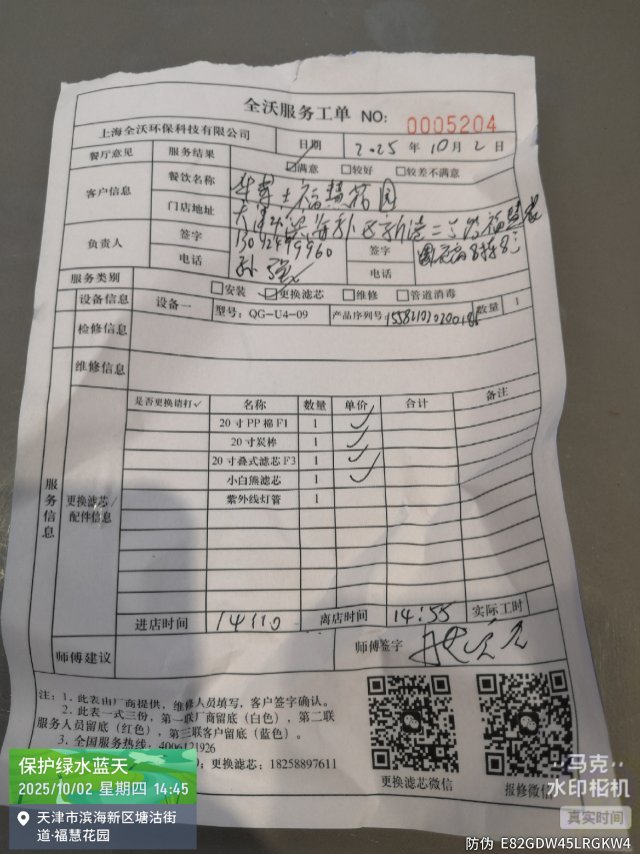 全沃服务工单 NO: 0005204
上海全沃环保科技有限公司 日期 2025年10月2日
餐厅意见 服务结果 满意 较好 较差不满意
客户信息 餐饮名称 福慧花园
门店地址 天津
负责人 签字 13092499960 签字
电话 孙强 电话
服务类别 安装 更换滤芯 维修 管道消毒
设备信息 设备一 型号: QG-U4-09 产品序列号 数量 1
检修信息
维修信息
服务信息 更换滤芯/配件信息
是否更换请打✓ 名称 数量 单价 合计 备注
20寸PP棉F1 1 ✓
20寸炭棒 1 ✓
20寸叠式滤芯F3 1 ✓
小白熊滤芯 1 ✓
紫外线灯管 1
进店时间 14:10 离店时间 14:55 实际工时
师傅建议 师傅签字
注: 1. 此表由厂商提供, 维修人员填写, 客户签字确认。
2. 此表一式三份, 第一联厂商留底(白色), 第二联
服务人员留底(红色), 第三联客户留底(蓝色)。
3. 全国服务热线: 4006121926
更换滤芯: 18258897611
更换滤芯微信 报修微信
保护绿水蓝天
2025/10/02 星期四 14:45
天津市滨海新区塘沽街
道·福慧花园
马克
水印相机
真实时间
防伪 E82GDW45LRGKW4